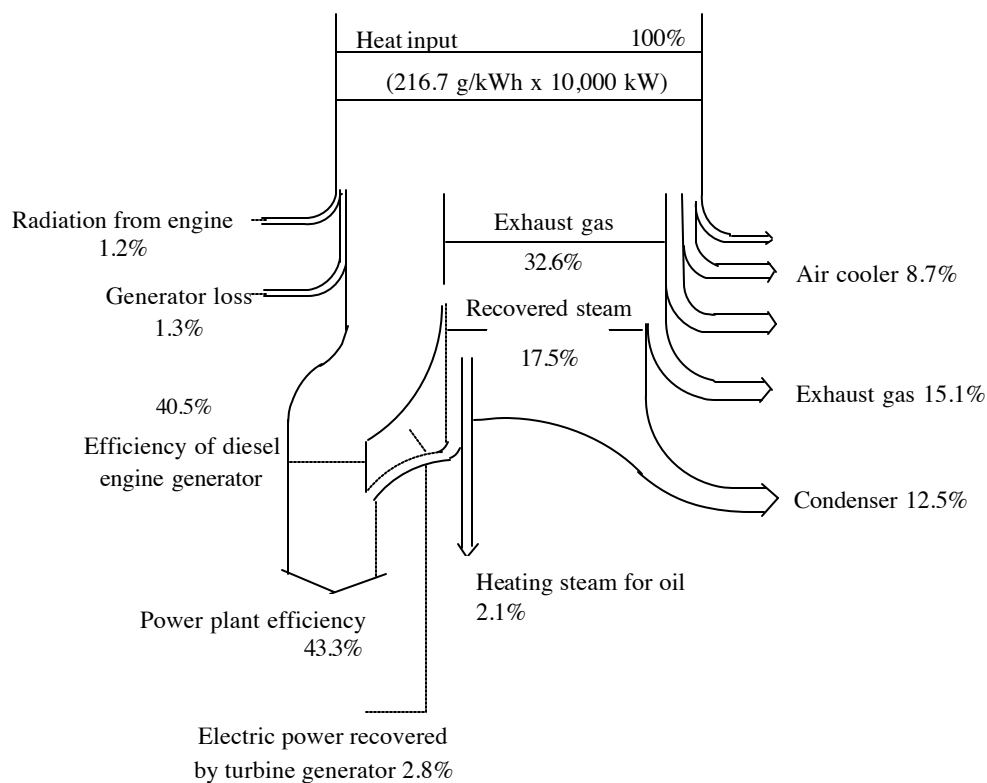 Heat input 100%
(216.7 g/kWh x 10,000 kW)
Radiation from engine
1.2%
Exhaust gas
32.6%
Air cooler 8.7%
Generator loss
1.3%
Recovered steam
17.5%
Exhaust gas 15.1%
40.5%
Efficiency of diesel
engine generator
Condenser 12.5%
Heating steam for oil
2.1%
Power plant efficiency
43.3%
Electric power recovered
by turbine generator 2.8%